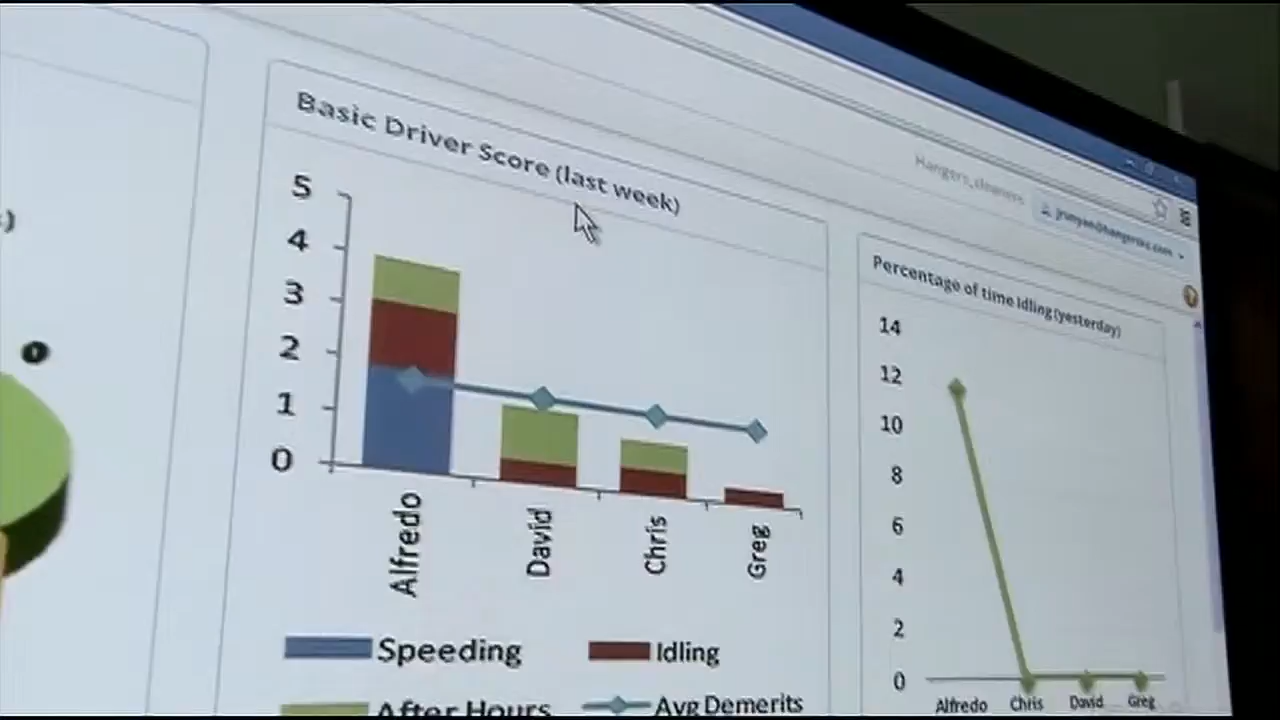 Hangers_cleaners
Basic Driver Score (last week)
5
4
3
2
1
0
Alfredo
David
Chris
Greg
Speeding
Idling
After Hours
Avg Demerits
Percentage of time Idling (yesterday)
14
12
10
8
6
4
2
0
Alfredo
Chris
David
Greg